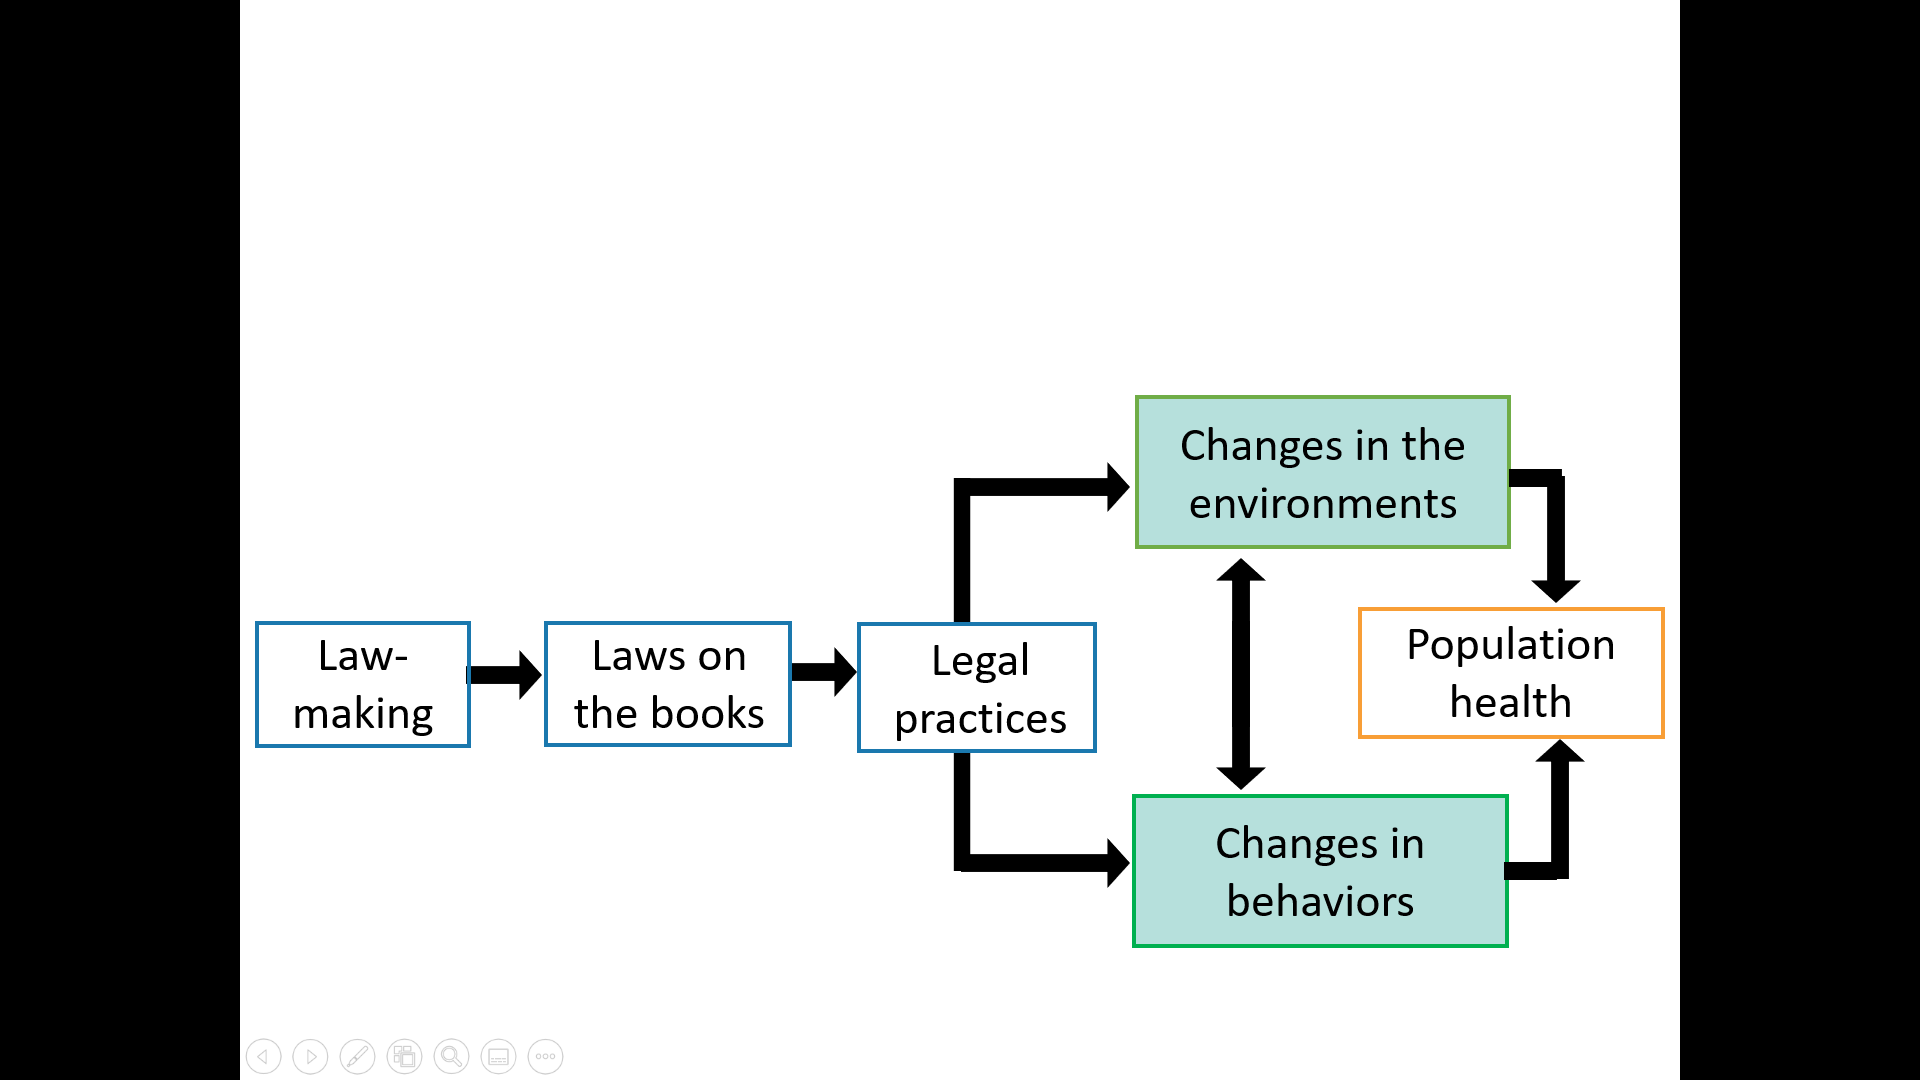 Changes in the
environments
Law-
making
Laws on
the books
Legal
practices
Population
health
Changes in
behaviors